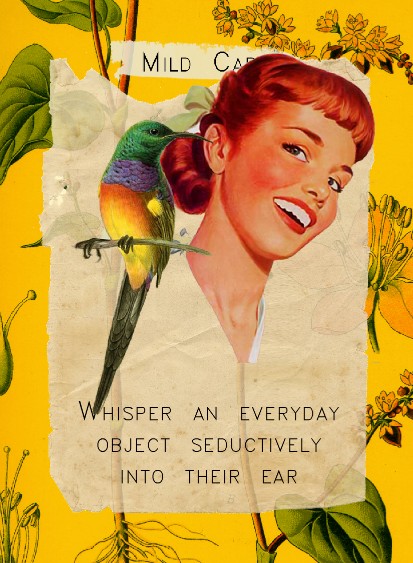 Mild
Whisper an everyday
object seductively
into their ear